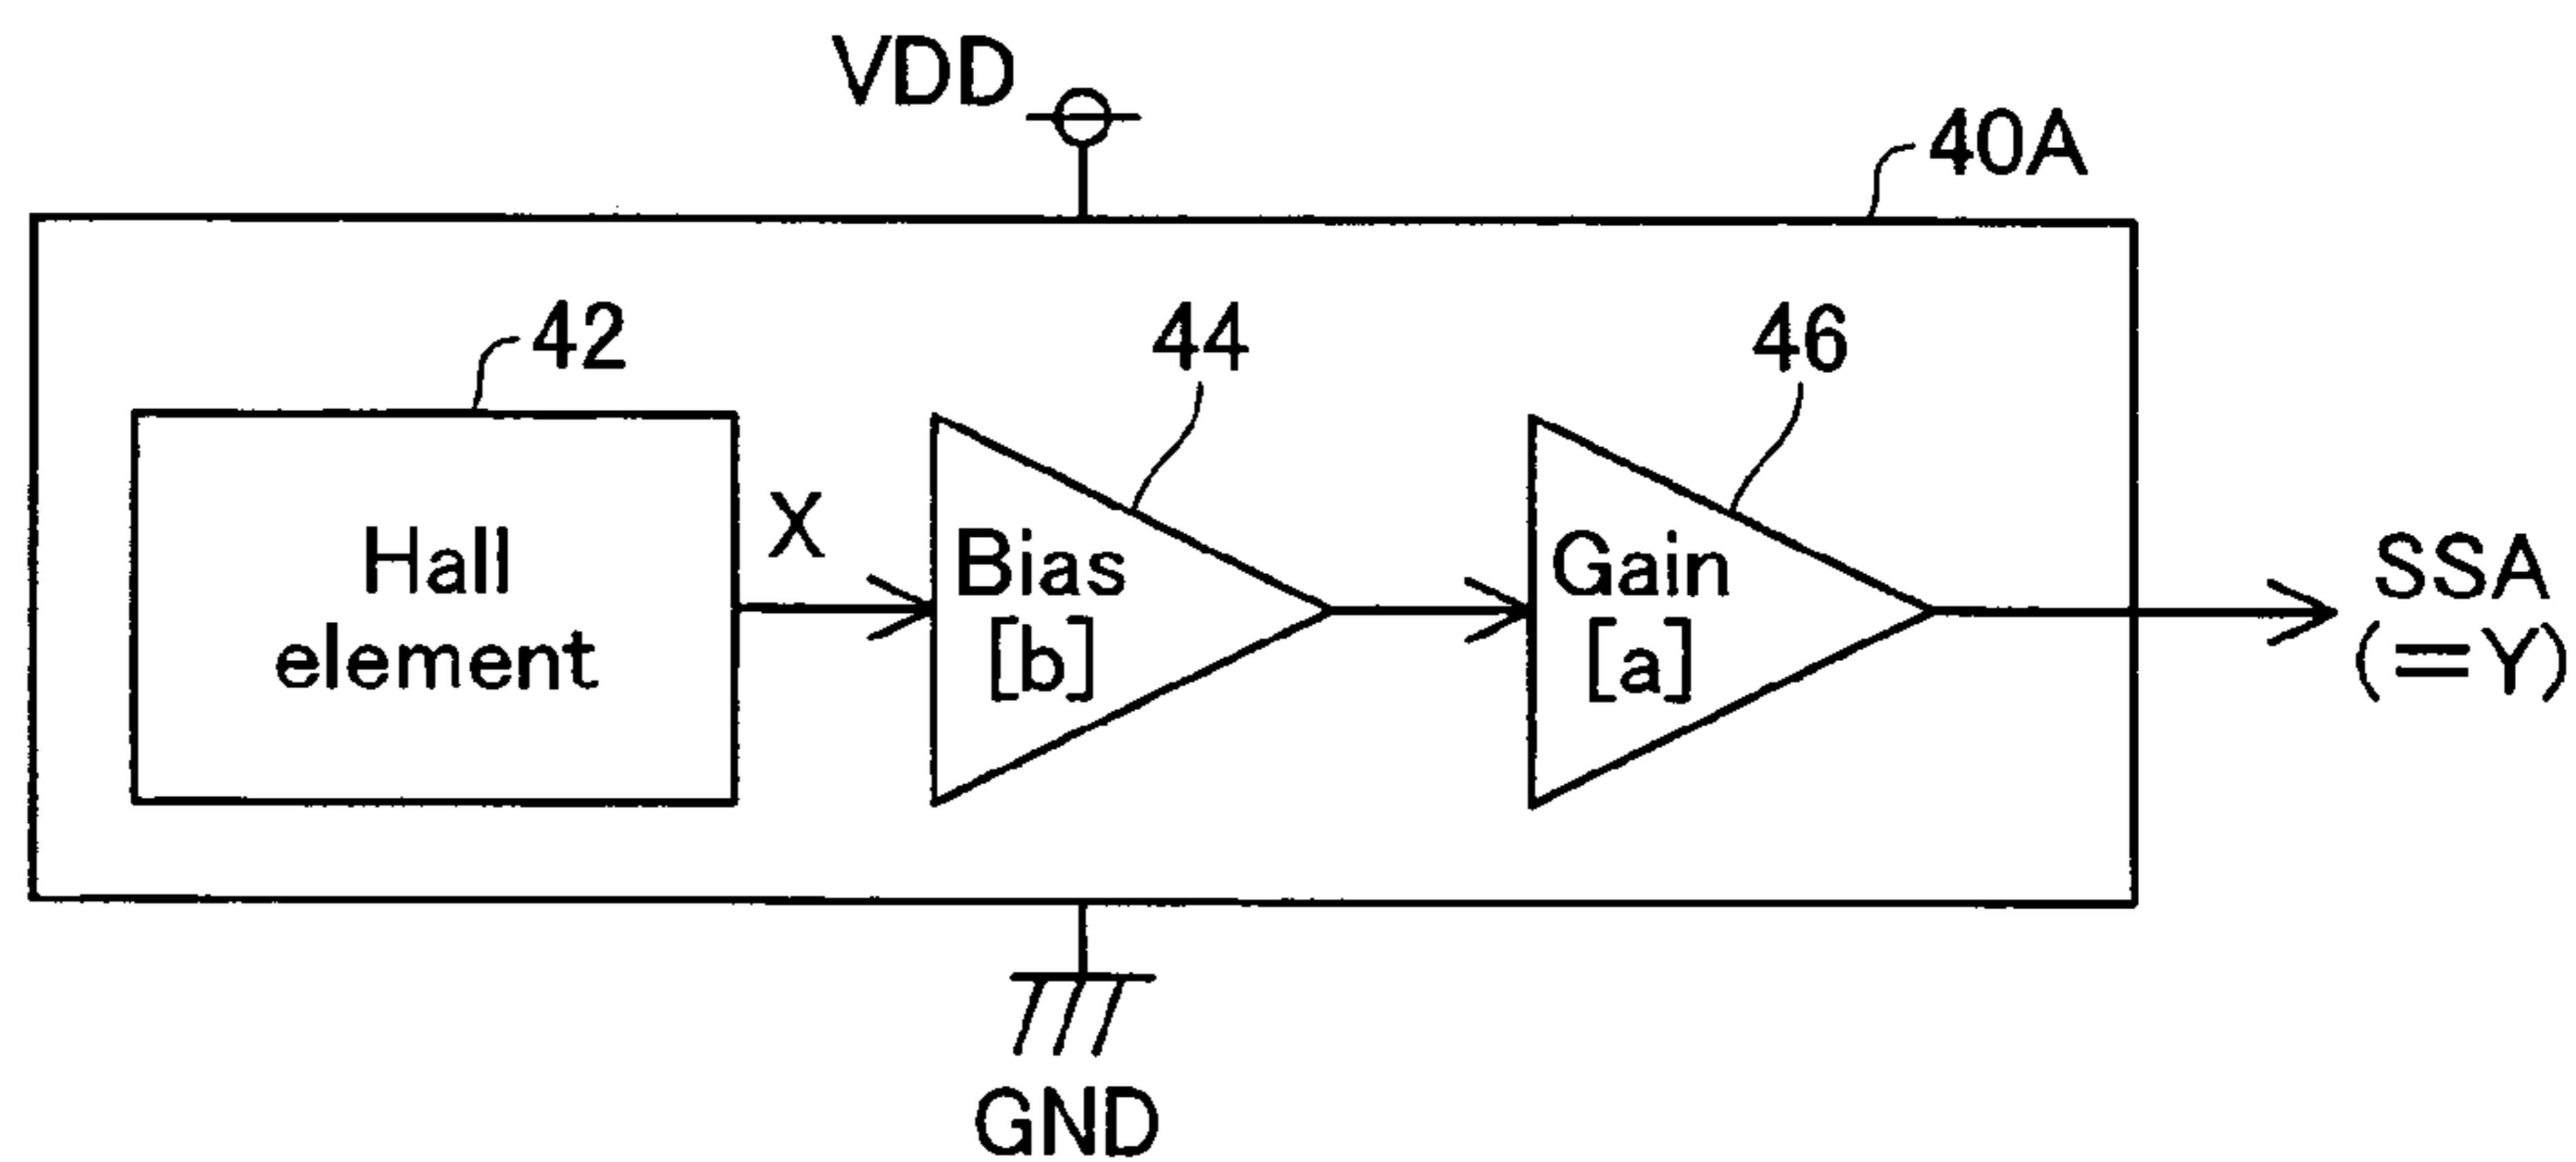 VDD
40A
42
44
46
Hall
element
X
Bias
[b]
Gain
[a]
SSA
(=Y)
GND